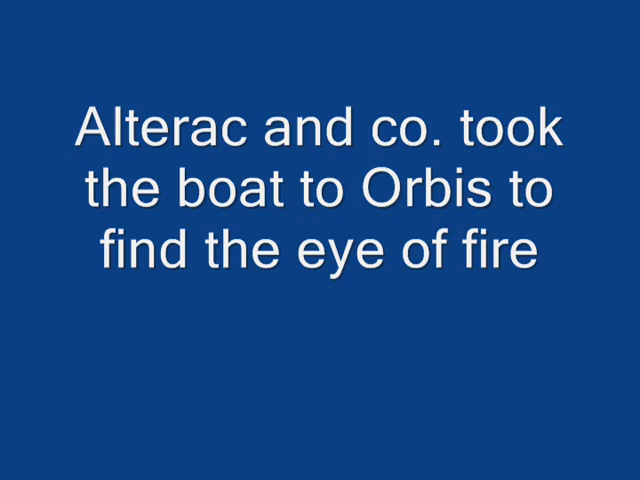 Alterac and co. took
the boat to Orbis to
find the eye of fire